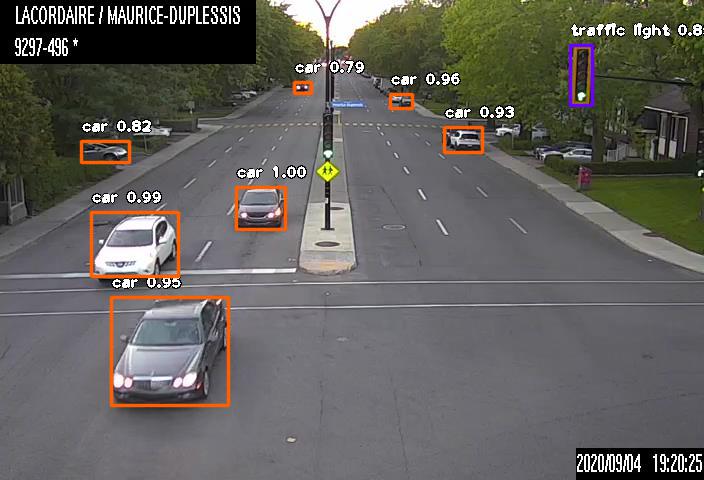 LACORDAIRE / MAURICE-DUPLESSIS
9297-496 *
traffic light 0.8
car 0.79
car 0.96
car 0.93
car 0.82
car 1.00
car 0.99
car 0.95
2020/09/04 19:20:25